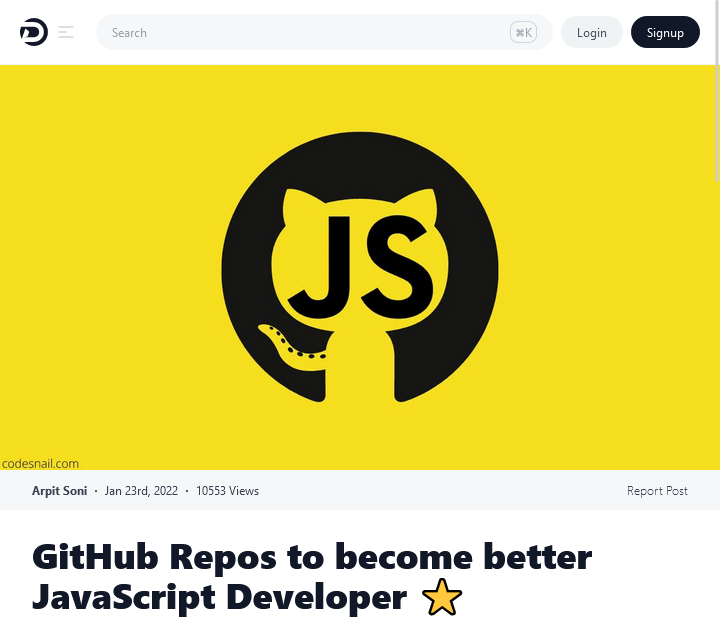 Search ⌘K Login Signup
JS
codesnail.com
Arpit Soni · Jan 23rd, 2022 · 10553 Views Report Post
GitHub Repos to become better
JavaScript Developer ⭐